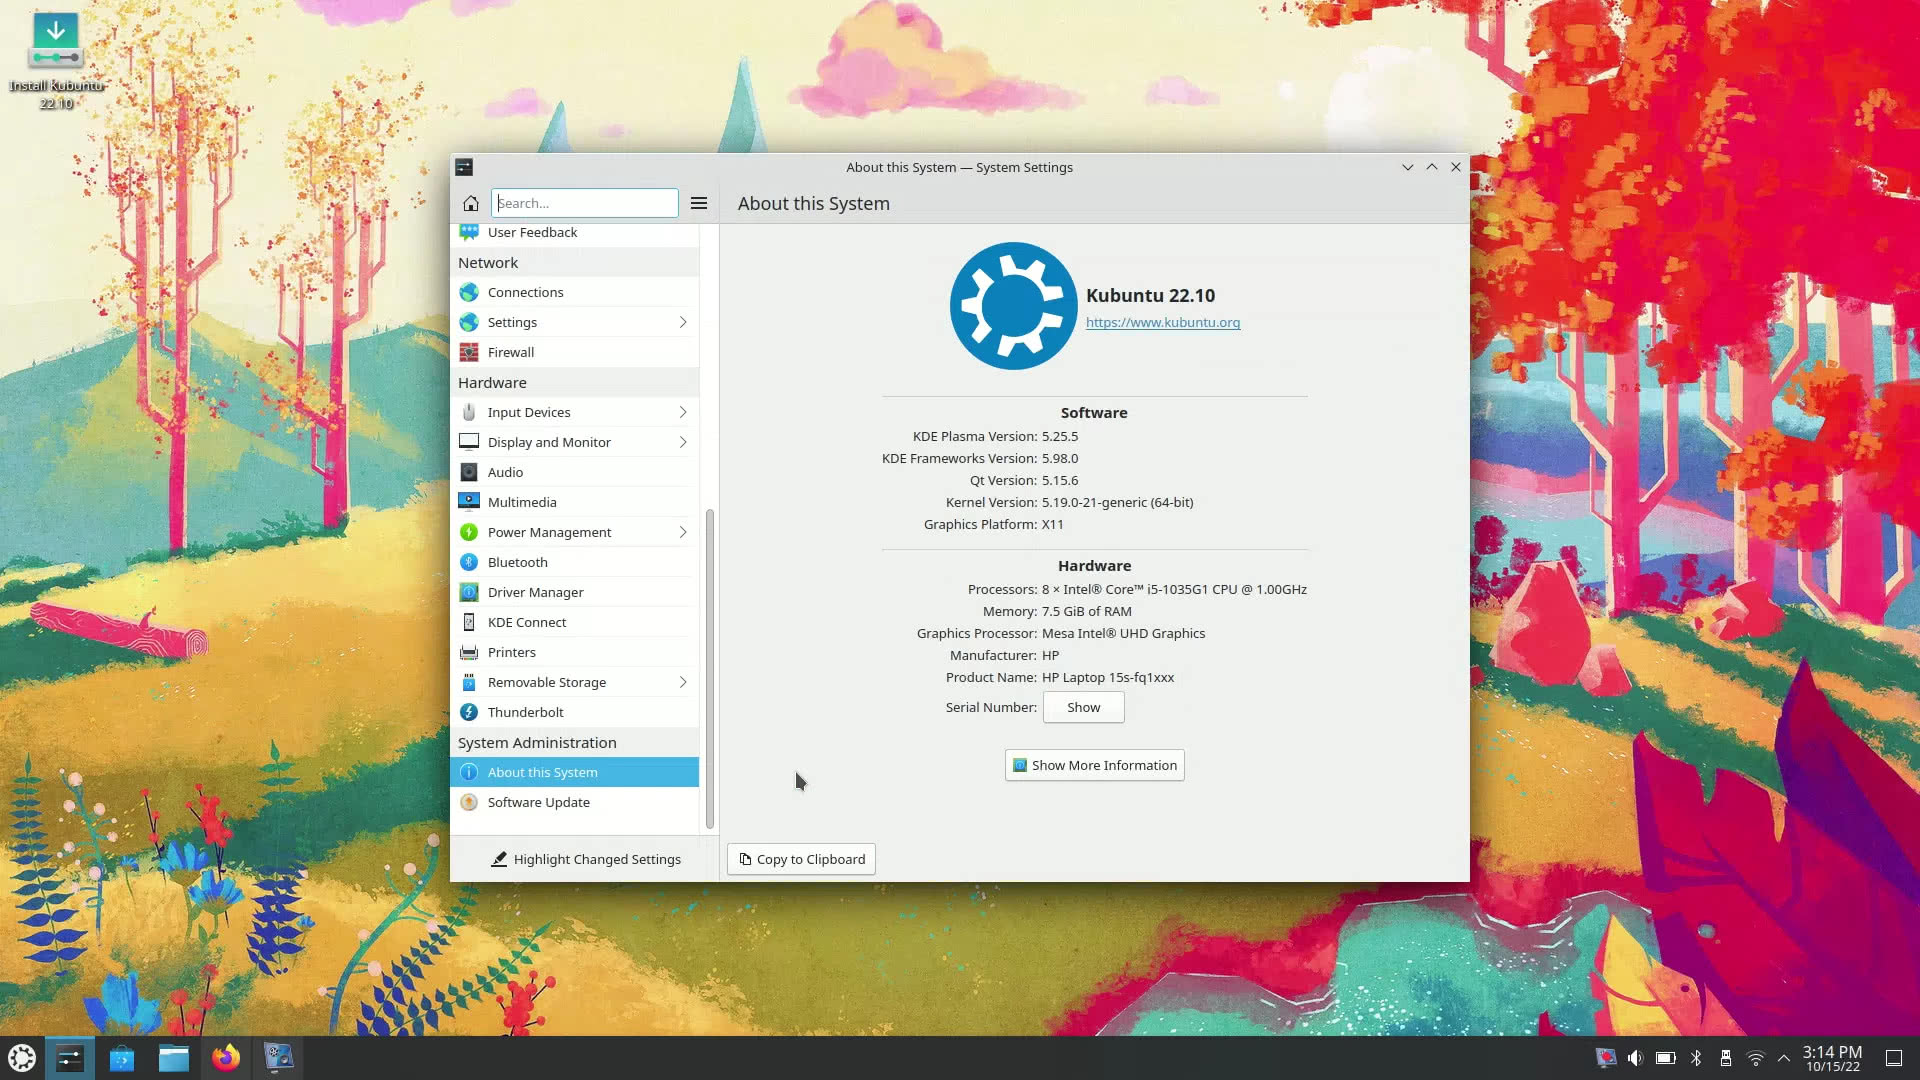 Install Kubuntu
22.10
About this System — System Settings
Search...
About this System
User Feedback
Network
Connections
Settings
Firewall
Hardware
Input Devices
Display and Monitor
Audio
Multimedia
Power Management
Bluetooth
Driver Manager
KDE Connect
Printers
Removable Storage
Thunderbolt
System Administration
About this System
Software Update
Highlight Changed Settings
Kubuntu 22.10
https://www.kubuntu.org
Software
KDE Plasma Version: 5.25.5
KDE Frameworks Version: 5.98.0
Qt Version: 5.15.6
Kernel Version: 5.19.0-21-generic (64-bit)
Graphics Platform: X11
Hardware
Processors: 8 × Intel® Core™ i5-1035G1 CPU @ 1.00GHz
Memory: 7.5 GiB of RAM
Graphics Processor: Mesa Intel® UHD Graphics
Manufacturer: HP
Product Name: HP Laptop 15s-fq1xxx
Serial Number: Show
Show More Information
Copy to Clipboard
3:14 PM
10/15/22